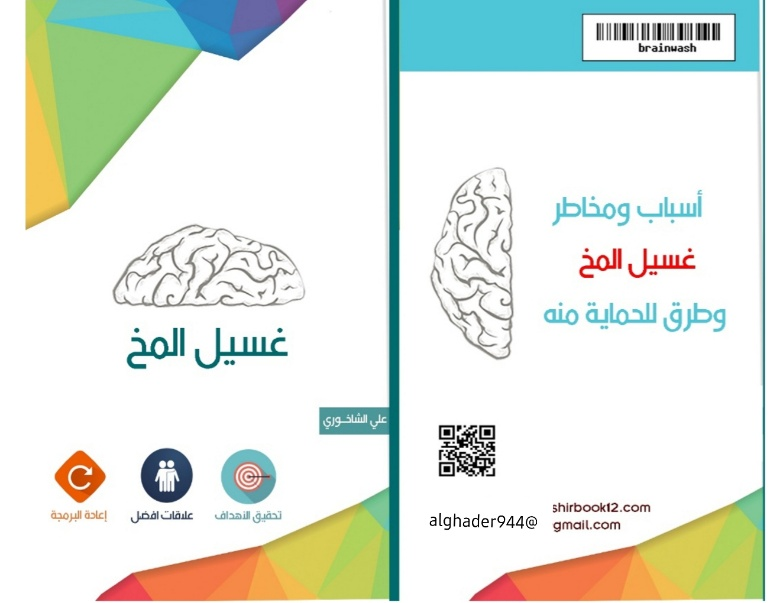 غسيل المخ
علي الشاخوري
تحقيق الأهداف
علاقات افضل
إعادة البرمجة
brainwash
أسباب ومخاطر
غسيل المخ
وطرق للحماية منه
shirbook12.com
alghader944@
gmail.com